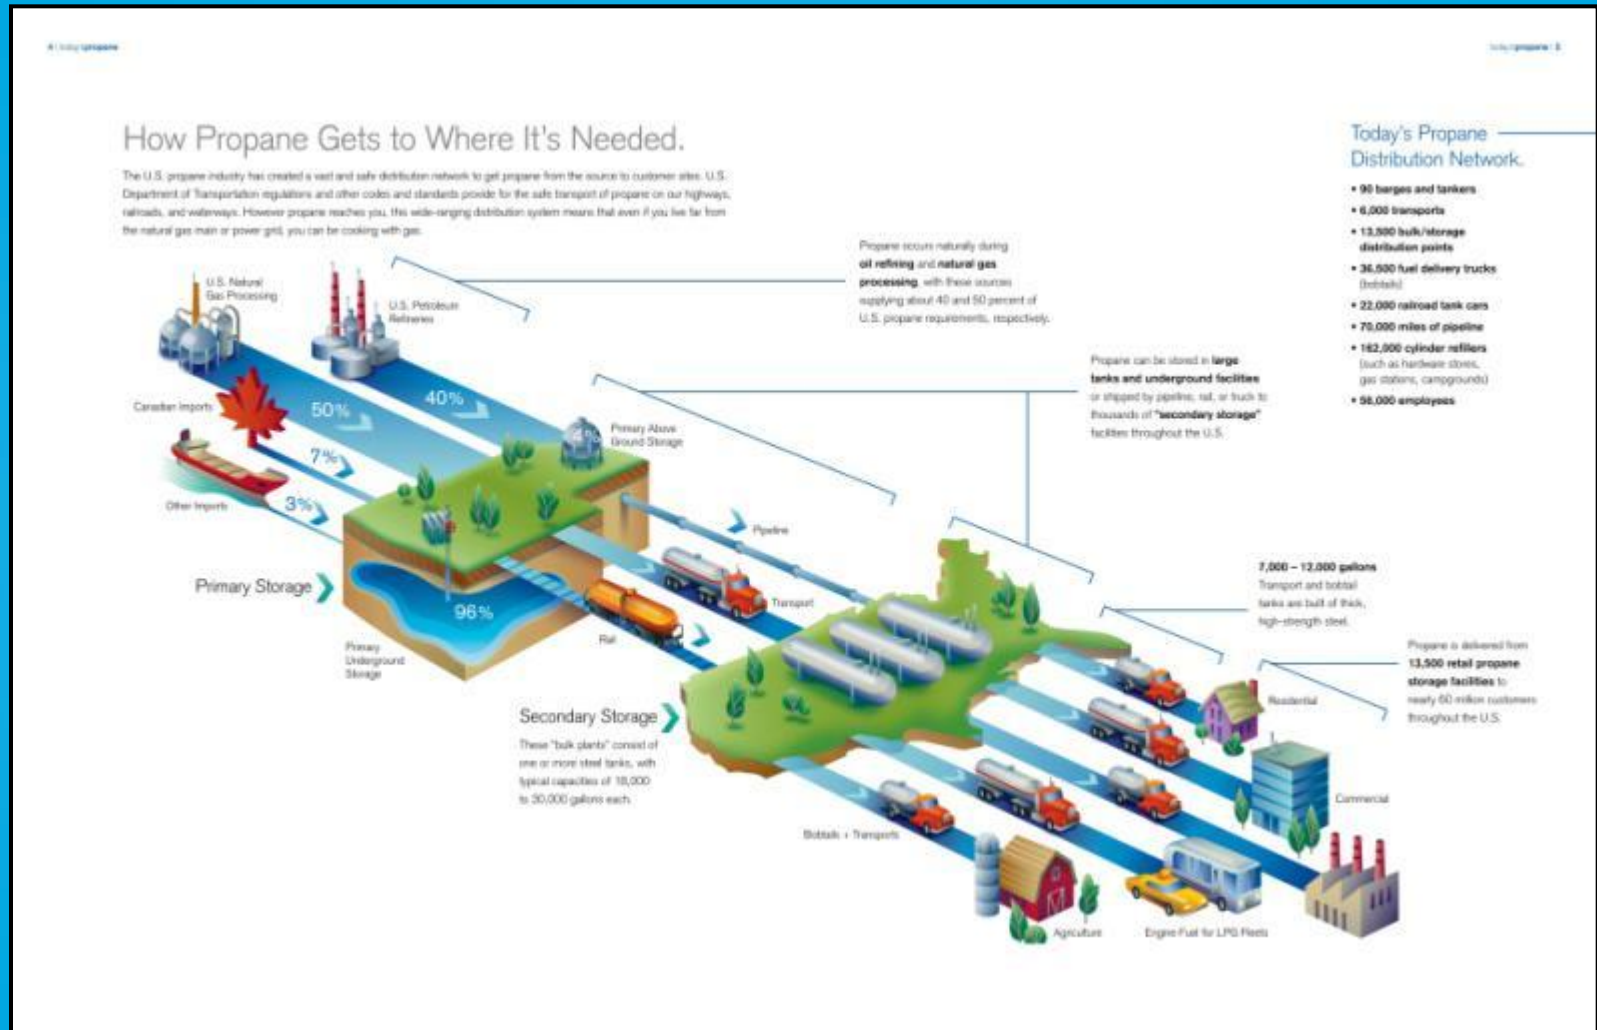 4 | today's propane
today's propane | 5
How Propane Gets to Where It's Needed.
The U.S. propane industry has created a vast and safe distribution network to get propane from the source to customer sites. U.S.
Department of Transportation regulations and other codes and standards provide for the safe transport of propane on our highways,
railroads, and waterways. However propane reaches you, this wide-ranging distribution system means that even if you live far from
the natural gas main or power grid, you can be cooking with gas.
Today's Propane
Distribution Network.
• 90 barges and tankers
• 6,000 transports
• 13,500 bulk/storage
distribution points
• 36,500 fuel delivery trucks
(bobtails)
• 22,000 railroad tank cars
• 70,000 miles of pipeline
• 162,000 cylinder refillers
(such as hardware stores,
gas stations, campgrounds)
• 56,000 employees
Propane occurs naturally during
oil refining and natural gas
processing, with these sources
supplying about 40 and 50 percent of
U.S. propane requirements, respectively.
U.S. Natural
Gas Processing
U.S. Petroleum
Refineries
Propane can be stored in large
tanks and underground facilities
or shipped by pipeline, rail, or truck to
thousands of "secondary storage"
facilities throughout the U.S.
Canadian Imports
50%
40%
7%
Other Imports
3%
4%
Primary Above
Ground Storage
Pipeline
Primary Storage
96%
Transport
Rail
Primary
Underground
Storage
7,000 – 12,000 gallons
Transport and bobtail
tanks are built of thick,
high-strength steel.
Propane is delivered from
13,500 retail propane
storage facilities to
nearly 60 million customers
throughout the U.S.
Secondary Storage
These "bulk plants" consist of
one or more steel tanks, with
typical capacities of 18,000
to 30,000 gallons each.
Residential
Commercial
Bobtails + Transports
Agriculture
Engine Fuel for LPG Fleets